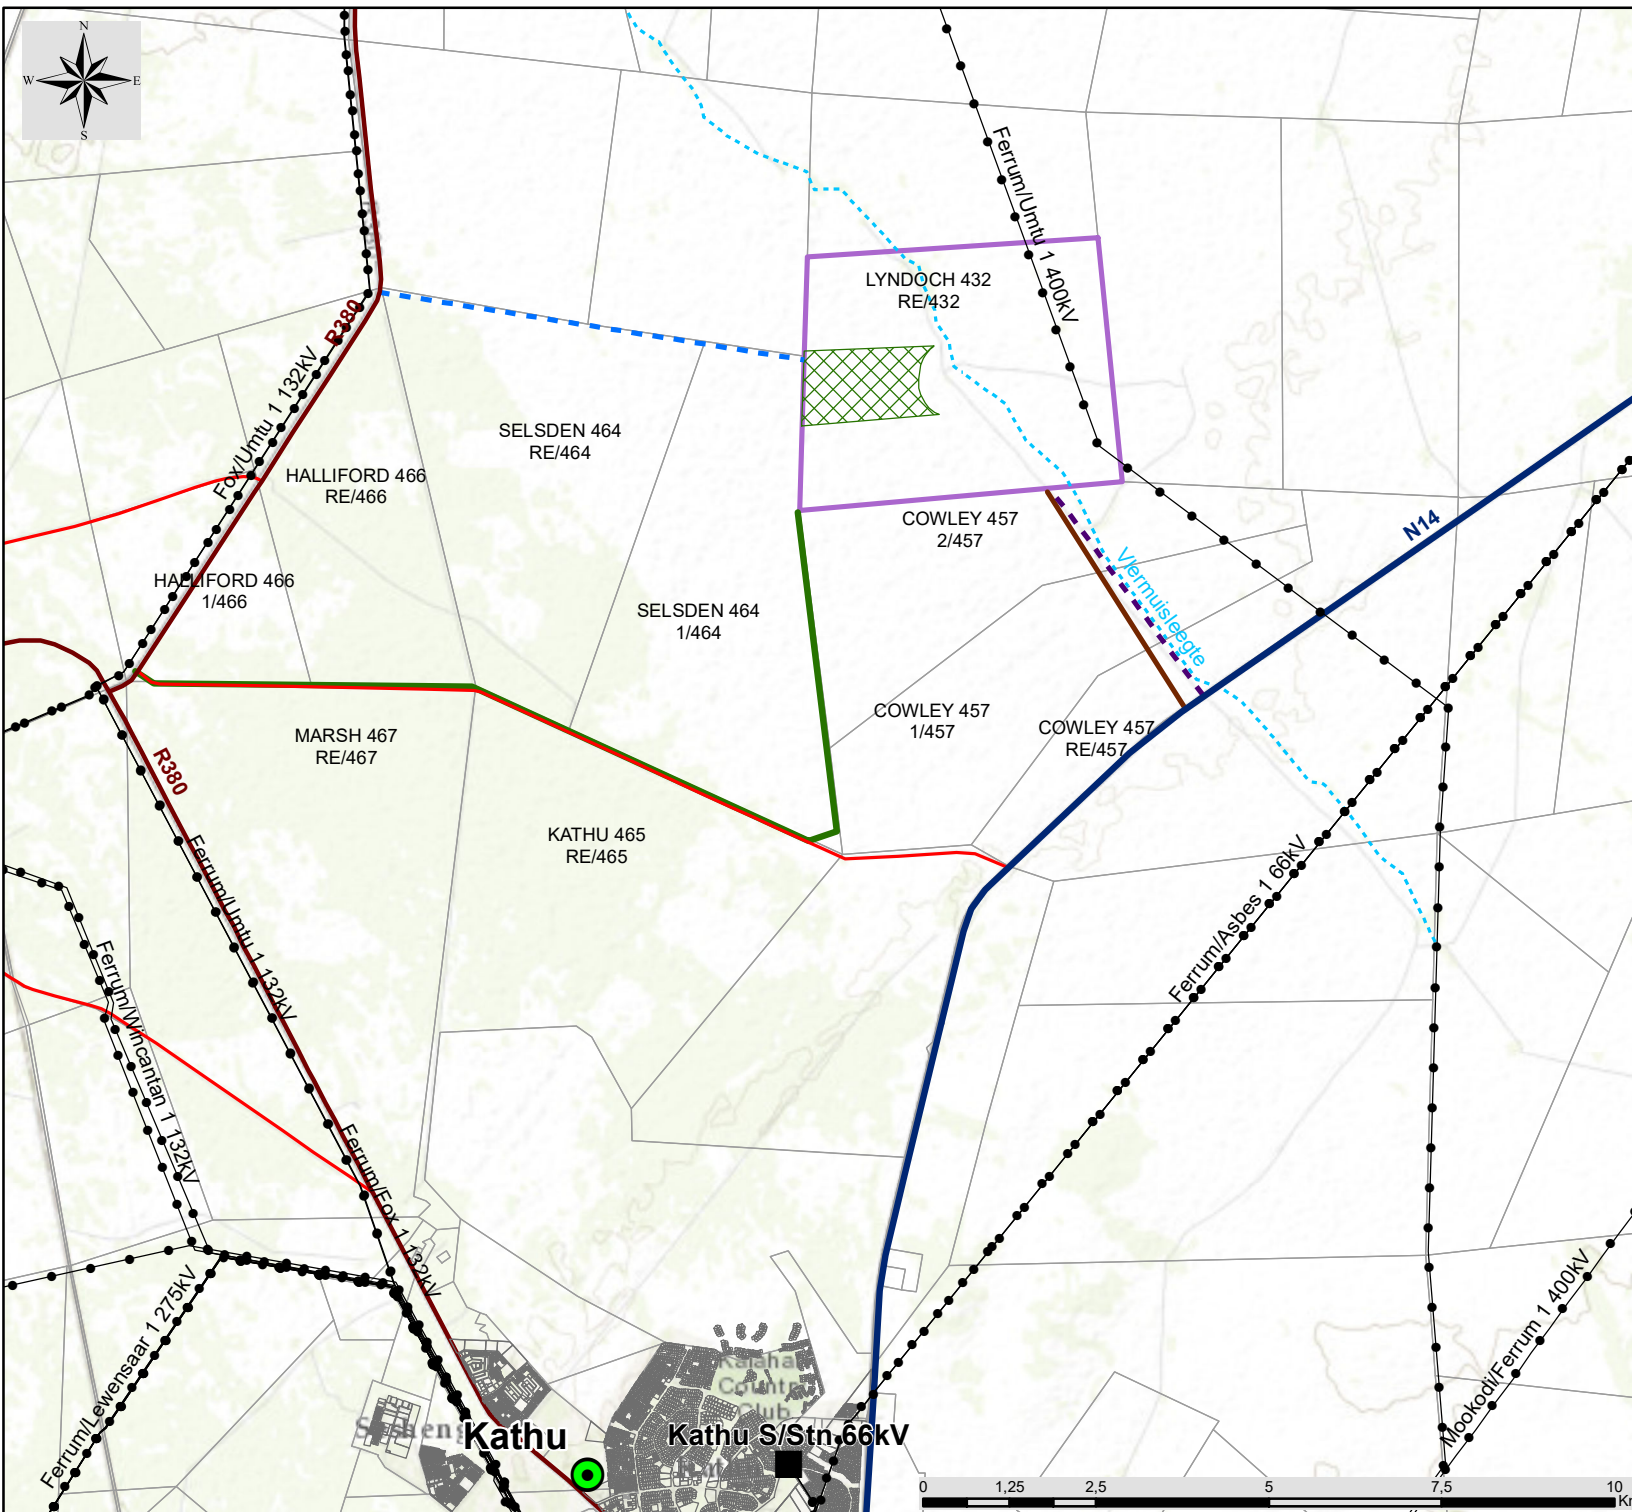 N
W E
S
Ferrum/Umtu 1 400kV
LYNDOCH 432
RE/432
R380
Fox/Umtu 1 132kV
SELSDEN 464
RE/464
HALLIFORD 466
RE/466
COWLEY 457
2/457
N14
Vlermuisleegte
HALLIFORD 466
1/466
SELSDEN 464
1/464
COWLEY 457
1/457
COWLEY 457
RE/457
MARSH 467
RE/467
R380
KATHU 465
RE/465
Ferrum/Umtu 1 132kV
Ferrum/Asbes 1 66kV
Ferrum/Wincantan 1 132kV
Ferrum/Fox 1 132kV
Ferrum/Lewensaar 1 275kV
Mookodi/Ferrum 1 400kV
Kalaha
Country
Club
Kathu
Kathu S/Stn 66kV
0 1,25 2,5 5 7,5 10
Km